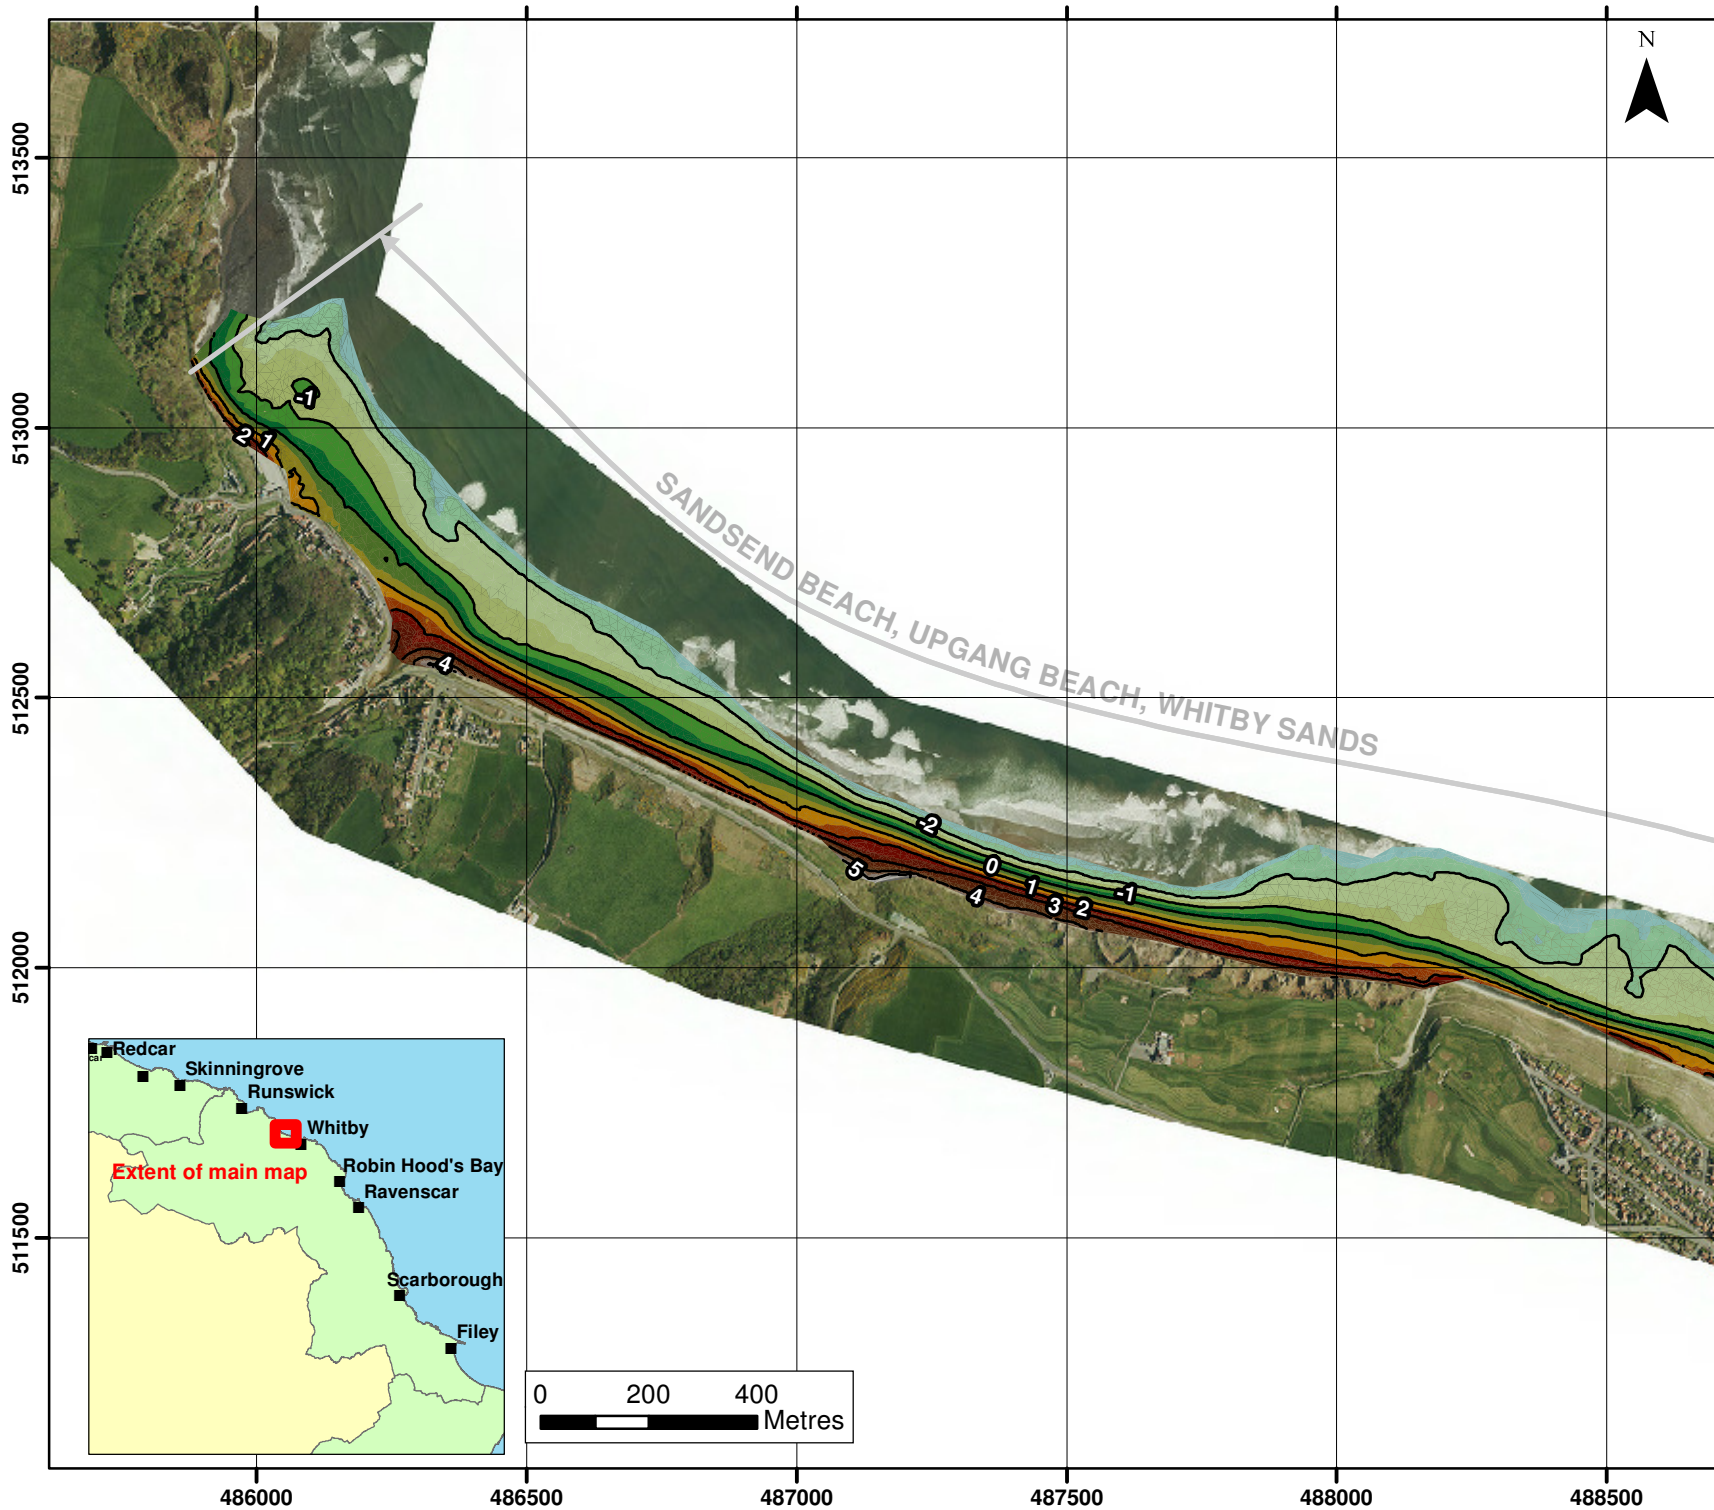 N
513500
513000
512500
512000
511500
SANDSEND BEACH, UPGANG BEACH, WHITBY SANDS
-1
2
1
4
-2
5
0
4
1
3
2
-1
Redcar
car
Skinningrove
Runswick
Whitby
Extent of main map
Robin Hood's Bay
Ravenscar
Scarborough
Filey
0 200 400
Metres
486000 486500 487000 487500 488000 488500